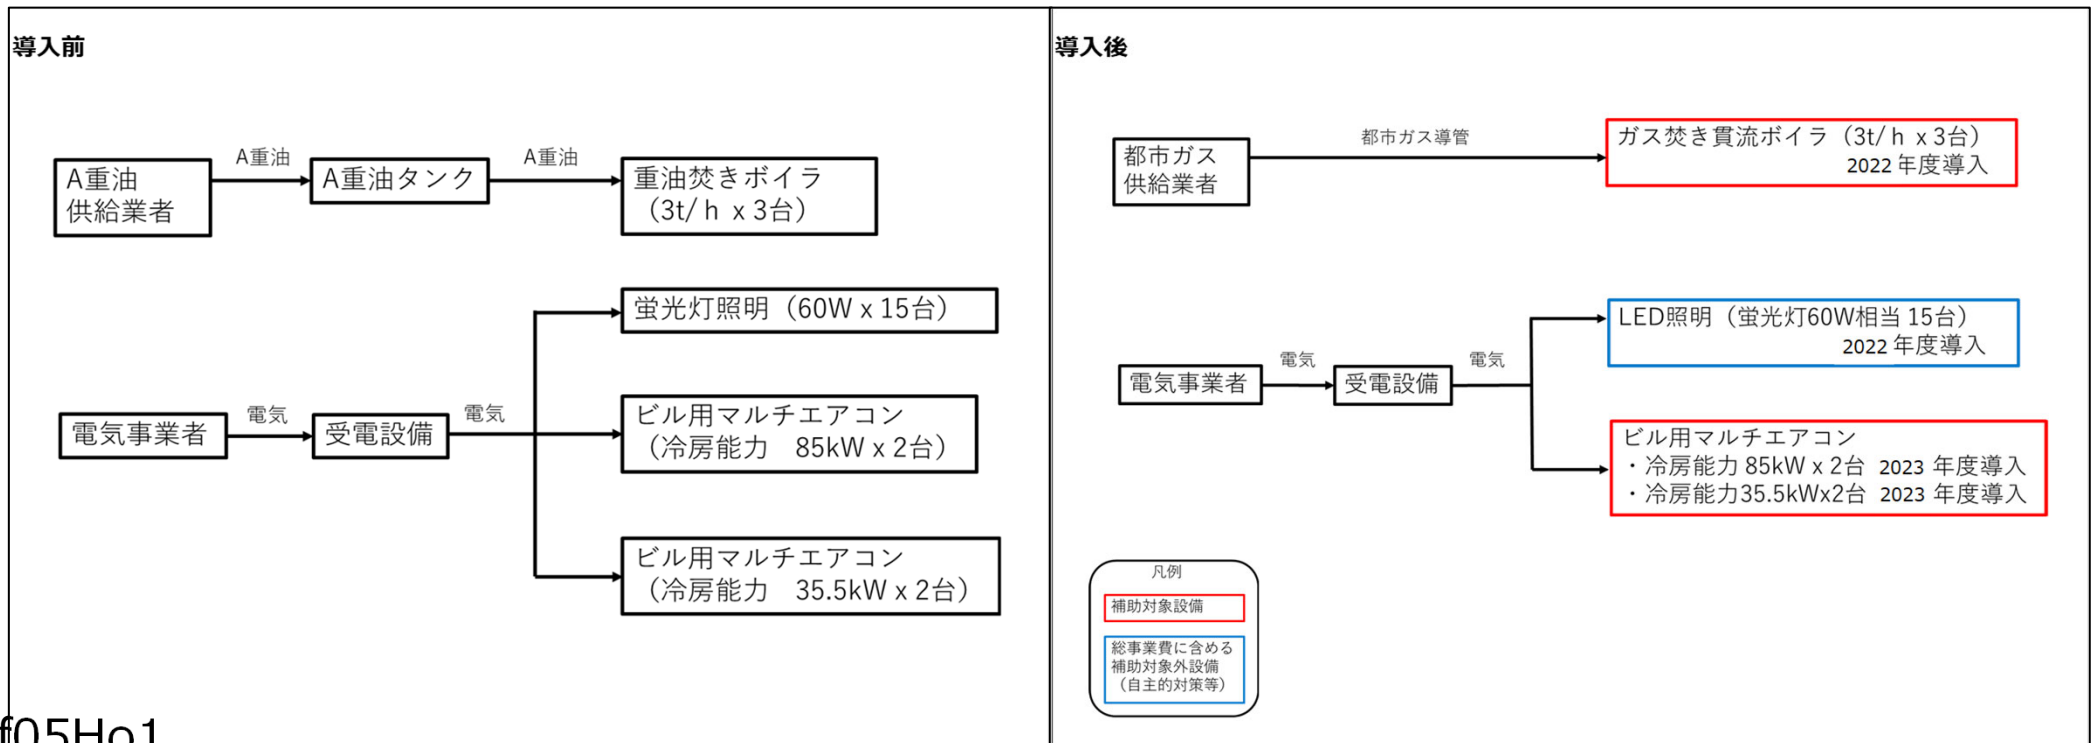 導入前
A重油
供給業者
A重油
A重油タンク
A重油
重油焚きボイラ
（3t/ｈ x 3台）
電気事業者
電気
受電設備
電気
蛍光灯照明（60W x 15台）
ビル用マルチエアコン
（冷房能力　85kW x 2台）
ビル用マルチエアコン
（冷房能力　35.5kW x 2台）
導入後
都市ガス
供給業者
都市ガス導管
ガス焚き貫流ボイラ（3t/ｈ x 3台）
2022 年度導入
電気事業者
電気
受電設備
電気
LED照明（蛍光灯60W相当 15台）
2022 年度導入
ビル用マルチエアコン
・冷房能力 85kW x 2台 2023 年度導入
・冷房能力35.5kWx2台 2023 年度導入
凡例
補助対象設備
総事業費に含める
補助対象外設備
（自主的対策等）
f05Ho1